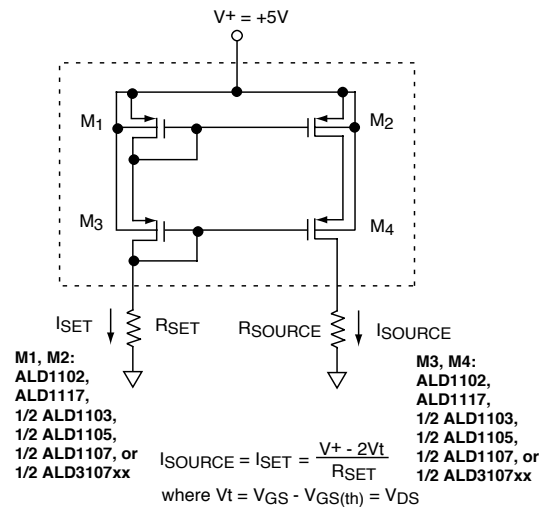 V+ = +5V
M1
M2
M3
M4
ISET
RSET
RSOURCE
ISOURCE
M1, M2:
ALD1102,
ALD1117,
1/2 ALD1103,
1/2 ALD1105,
1/2 ALD1107, or
1/2 ALD3107xx
M3, M4:
ALD1102,
ALD1117,
1/2 ALD1103,
1/2 ALD1105,
1/2 ALD1107, or
1/2 ALD3107xx
ISOURCE = ISET = V+ - 2Vt
RSET
where Vt = VGS - VGS(th) = VDS